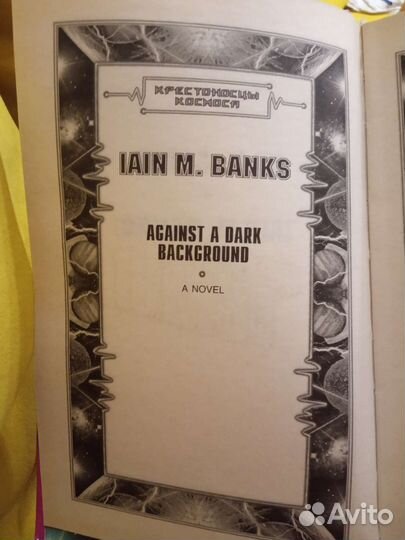 КРЕСТОНОСЦЫ
КОСМОСА
IAIN M. BANKS
AGAINST A DARK
BACKGROUND
A NOVEL
Avito